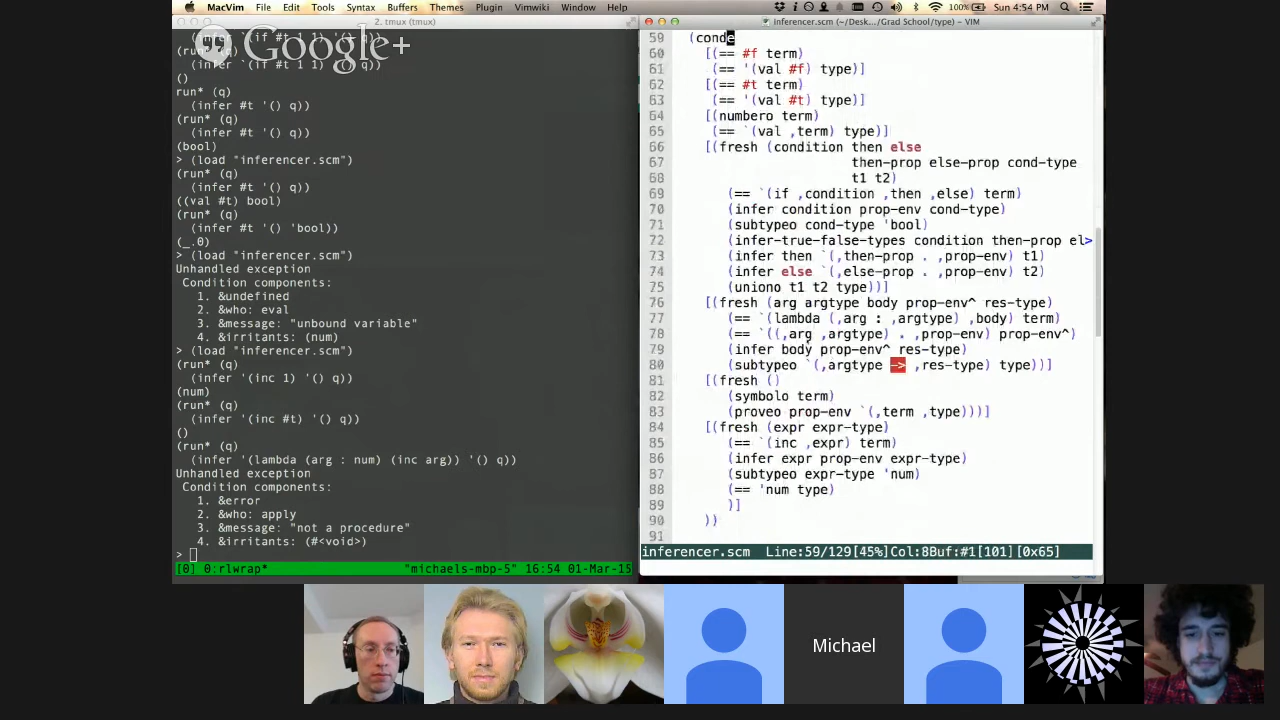 MacVim File Edit Tools Syntax Buffers Themes Plugin Vimwiki Window Help
100%
Sun 4:54 PM
2. tmux (tmux)
Google+
(infer `(if #t 1 1) '() q))
(run* (q)
(infer `(if #t 1 1) '() q))
()
run* (q)
(infer #t '() q))
(run* (q)
(infer #t '() q))
(bool)
> (load "inferencer.scm")
(run* (q)
(infer #t '() q))
((val #t) bool)
(run* (q)
(infer #t '() 'bool))
(_.0)
> (load "inferencer.scm")
Unhandled exception
Condition components:
1. &undefined
2. &who: eval
3. &message: "unbound variable"
4. &irritants: (num)
> (load "inferencer.scm")
(run* (q)
(infer '(inc 1) '() q))
(num)
(run* (q)
(infer '(inc #t) '() q))
()
(run* (q)
(infer '(lambda (arg : num) (inc arg)) '() q))
Unhandled exception
Condition components:
1. &error
2. &who: apply
3. &message: "not a procedure"
4. &irritants: (#<void>)
>
[0] 0:rlwrap* "michaels-mbp-5" 16:54 01-Mar-15
inferencer.scm (~/Desk.../Grad School/type) – VIM
59 (conde
60 [(== #f term)
61 (== '(val #f) type)]
62 [(== #t term)
63 (== '(val #t) type)]
64 [(numbero term)
65 (== `(val ,term) type)]
66 [(fresh (condition then else
67 then-prop else-prop cond-type
68 t1 t2)
69 (== `(if ,condition ,then ,else) term)
70 (infer condition prop-env cond-type)
71 (subtypeo cond-type 'bool)
72 (infer-true-false-types condition then-prop el>
73 (infer then `(,then-prop . ,prop-env) t1)
74 (infer else `(,else-prop . ,prop-env) t2)
75 (uniono t1 t2 type))]
76 [(fresh (arg argtype body prop-env^ res-type)
77 (== `(lambda (,arg : ,argtype) ,body) term)
78 (== `((,arg ,argtype) . ,prop-env) prop-env^)
79 (infer body prop-env^ res-type)
80 (subtypeo `(,argtype -> ,res-type) type))]
81 [(fresh ()
82 (symbolo term)
83 (proveo prop-env `(,term ,type)))]
84 [(fresh (expr expr-type)
85 (== `(inc ,expr) term)
86 (infer expr prop-env expr-type)
87 (subtypeo expr-type 'num)
88 (== 'num type)
89 )]
90 ))
91
inferencer.scm Line:59/129[45%]Col:8Buf:#1[101][0x65]
Michael